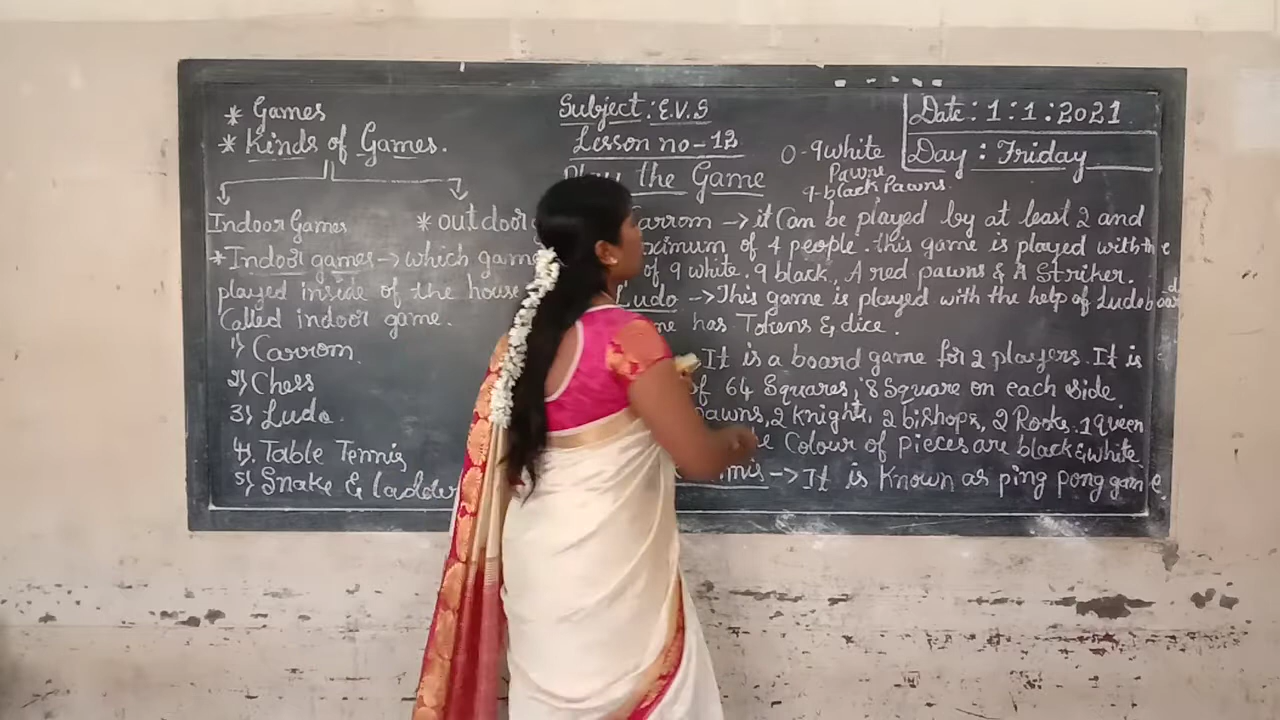 * Games
* Kinds of Games.
Indoor Games * outdoor
* Indoor games -> which game
played inside of the house
Called indoor game.
1) Carrom.
2) Chess
3) Ludo.
4). Table Tennis
5) Snake & ladder
Subject : E.V.S
Lesson no - 12
the Game
0 - 9 white
Pawns
9 - black Pawns.
Date : 1 : 1 : 2021
Day : Friday
Carrom -> it Can be played by at least 2 and
of 4 people. this game is played with the
of 9 white. 9 black., A red pawns & A Striker.
Ludo -> This game is played with the help of Ludo board
has Tokens & dice.
It is a board game for 2 players. It is
of 64 Squares, 8 Square on each side.
Pawns, 2 knights, 2 bishops, 2 Rooks. 1 queen
Colour of Pieces are black & white
-> It is known as ping pong game.